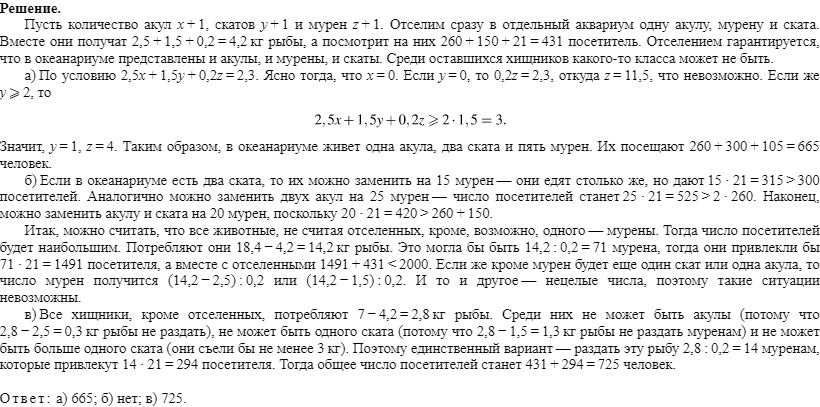 Решение.
Пусть количество акул x + 1, скатов y + 1 и мурен z + 1. Отселим сразу в отдельный аквариум одну акулу, мурену и ската.
Вместе они получат 2,5 + 1,5 + 0,2 = 4,2 кг рыбы, а посмотрит на них 260 + 150 + 21 = 431 посетитель. Отселением гарантируется,
что в океанариуме представлены и акулы, и мурены, и скаты. Среди оставшихся хищников какого-то класса может не быть.
а) По условию 2,5x + 1,5y + 0,2z = 2,3. Ясно тогда, что x = 0. Если y = 0, то 0,2z = 2,3, откуда z = 11,5, что невозможно. Если же
y ⩾ 2, то
2,5x + 1,5y + 0,2z ⩾ 2 · 1,5 = 3.
Значит, y = 1, z = 4. Таким образом, в океанариуме живет одна акула, два ската и пять мурен. Их посещают 260 + 300 + 105 = 665
человек.
б) Если в океанариуме есть два ската, то их можно заменить на 15 мурен — они едят столько же, но дают 15 · 21 = 315 > 300
посетителей. Аналогично можно заменить двух акул на 25 мурен — число посетителей станет 25 · 21 = 525 > 2 · 260. Наконец,
можно заменить акулу и ската на 20 мурен, поскольку 20 · 21 = 420 > 260 + 150.
Итак, можно считать, что все животные, не считая отселенных, кроме, возможно, одного — мурены. Тогда число посетителей
будет наибольшим. Потребляют они 18,4 − 4,2 = 14,2 кг рыбы. Это могла бы быть 14,2 : 0,2 = 71 мурена, тогда они привлекли бы
71 · 21 = 1491 посетителя, а вместе с отселенными 1491 + 431 < 2000. Если же кроме мурен будет еще один скат или одна акула, то
число мурен получится (14,2 − 2,5) : 0,2 или (14,2 − 1,5) : 0,2. И то и другое — нецелые числа, поэтому такие ситуации
невозможны.
в) Все хищники, кроме отселенных, потребляют 7 − 4,2 = 2,8 кг рыбы. Среди них не может быть акулы (потому что
2,8 − 2,5 = 0,3 кг рыбы не раздать), не может быть одного ската (потому что 2,8 − 1,5 = 1,3 кг рыбы не раздать муренам) и не может
быть больше одного ската (они съели бы не менее 3 кг). Поэтому единственный вариант — раздать эту рыбу 2,8 : 0,2 = 14 муренам,
которые привлекут 14 · 21 = 294 посетителя. Тогда общее число посетителей станет 431 + 294 = 725 человек.
Ответ: а) 665; б) нет; в) 725.